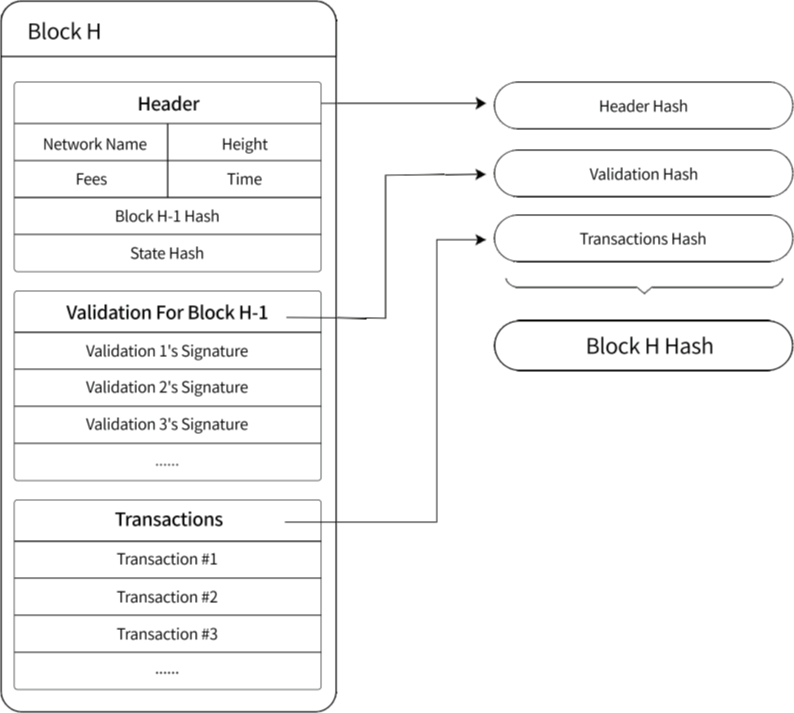 Block H
Header
Network Name
Height
Fees
Time
Block H-1 Hash
State Hash
Validation For Block H-1
Validation 1's Signature
Validation 2's Signature
Validation 3's Signature
......
Transactions
Transaction #1
Transaction #2
Transaction #3
......
Header Hash
Validation Hash
Transactions Hash
Block H Hash